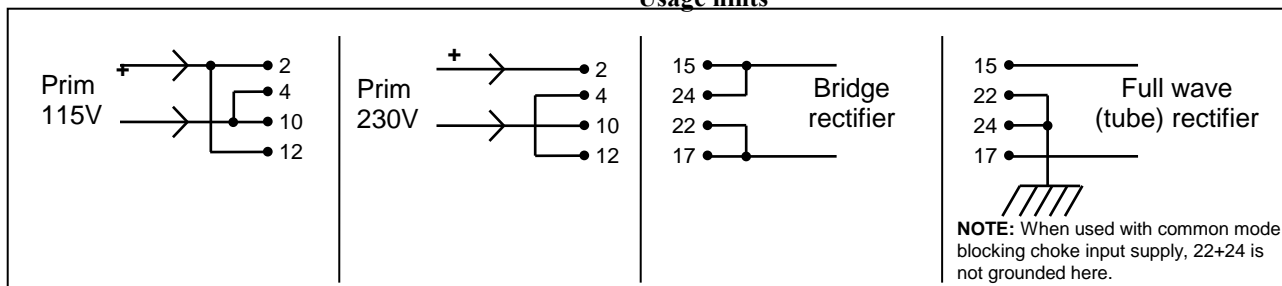 Usage hints
Prim
115V
+
2
4
10
12
Prim
230V
+
2
4
10
12
15
24
22
17
Bridge
rectifier
15
22
24
17
Full wave
(tube) rectifier
NOTE: When used with common mode
blocking choke input supply, 22+24 is
not grounded here.